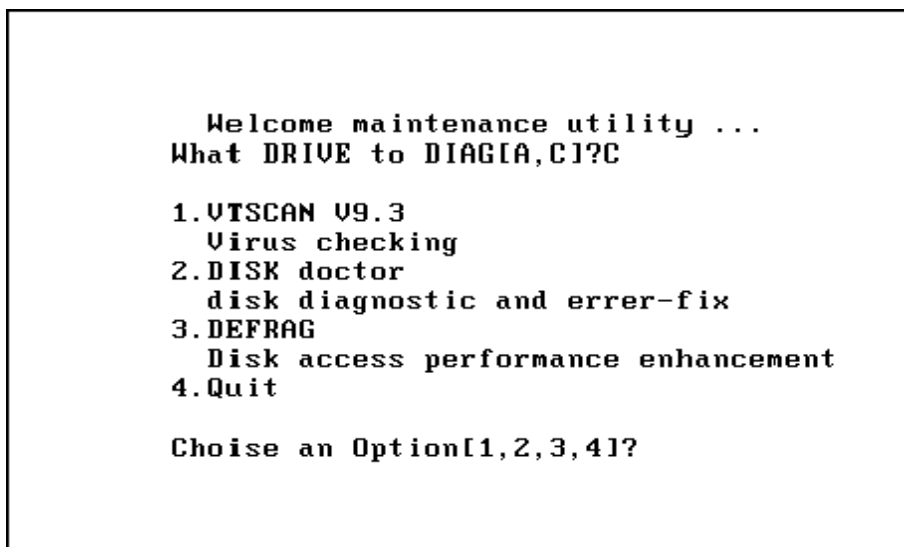 Welcome maintenance utility ...
What DRIVE to DIAG[A,C]?C
1.VTSCAN V9.3
Virus checking
2.DISK doctor
disk diagnostic and errer-fix
3.DEFRAG
Disk access performance enhancement
4.Quit
Choise an Option[1,2,3,4]?